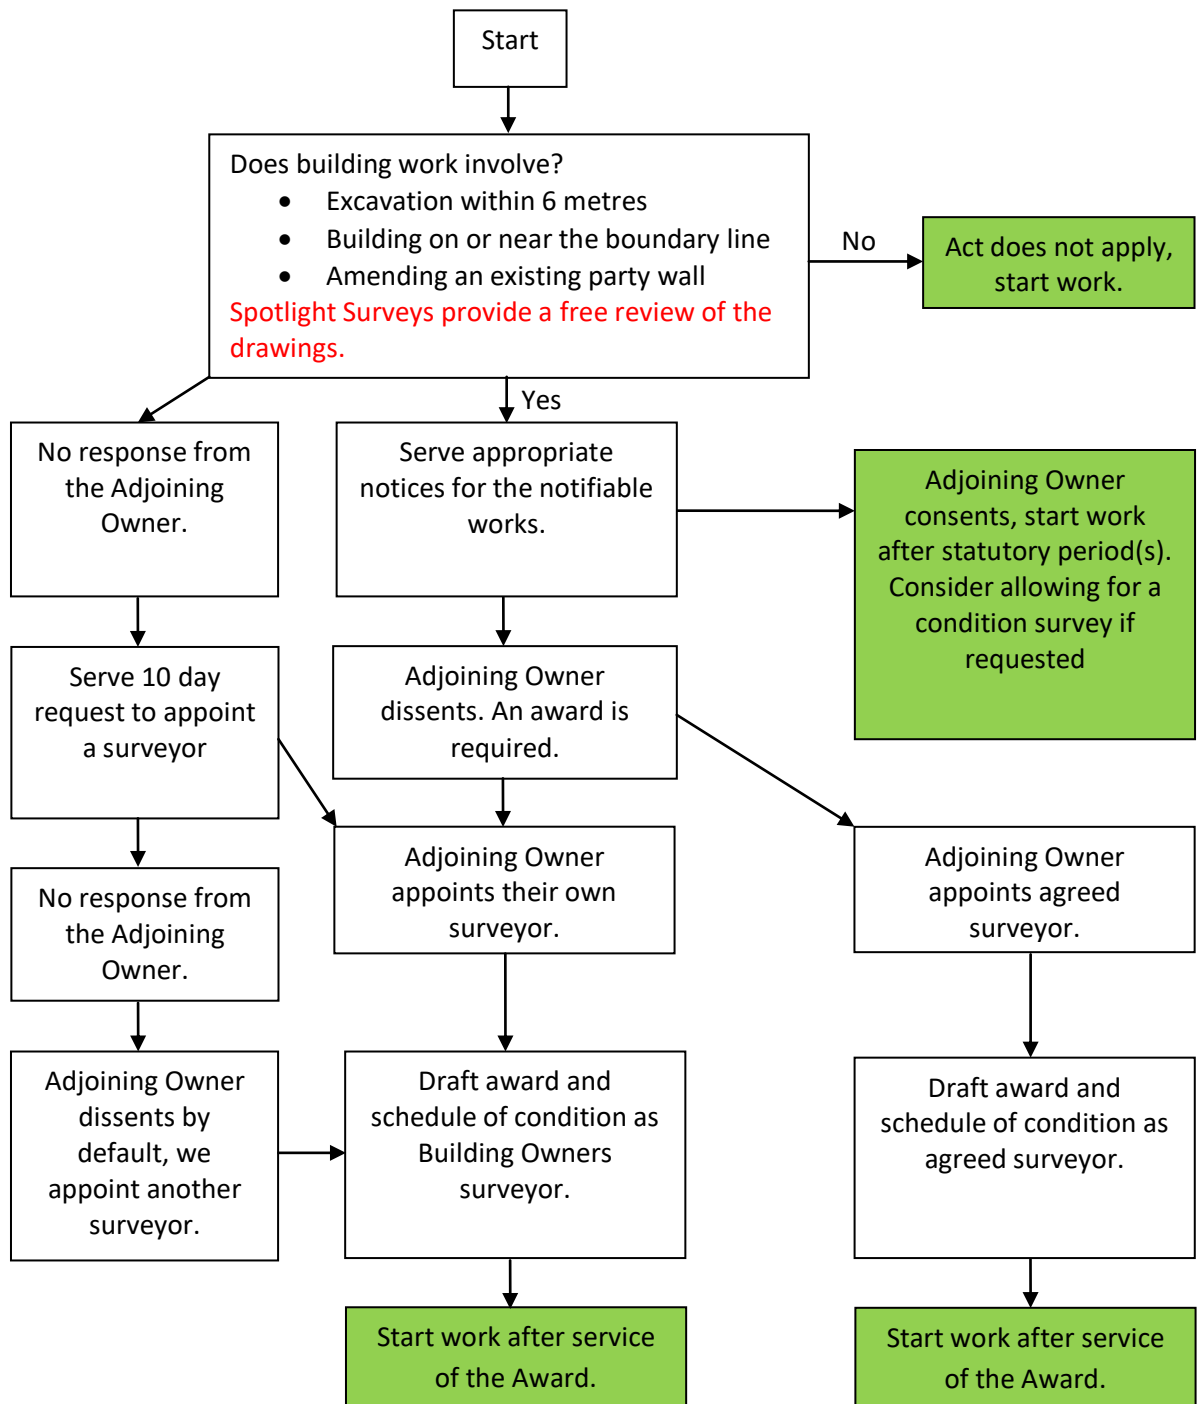 Start
Does building work involve?
• Excavation within 6 metres
• Building on or near the boundary line
• Amending an existing party wall
Spotlight Surveys provide a free review of the
drawings.
No
Act does not apply,
start work.
Yes
No response from
the Adjoining
Owner.
Serve appropriate
notices for the notifiable
works.
Adjoining Owner
consents, start work
after statutory period(s).
Consider allowing for a
condition survey if
requested
Serve 10 day
request to appoint
a surveyor
Adjoining Owner
dissents. An award is
required.
No response from
the Adjoining
Owner.
Adjoining Owner
appoints their own
surveyor.
Adjoining Owner
appoints agreed
surveyor.
Adjoining Owner
dissents by
default, we
appoint another
surveyor.
Draft award and
schedule of condition as
Building Owners
surveyor.
Draft award and
schedule of condition as
agreed surveyor.
Start work after service
of the Award.
Start work after service
of the Award.